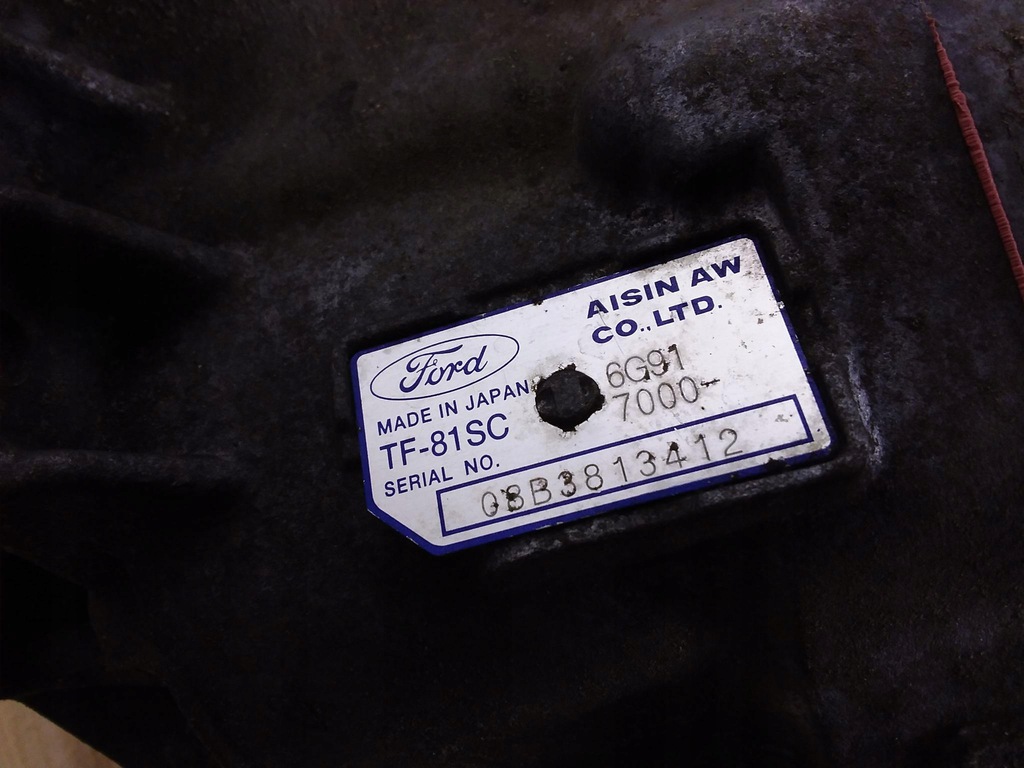 AISIN AW
CO.,LTD.
Ford
MADE IN JAPAN
6G91
7000-
TF-81SC
SERIAL NO.
08B3813412